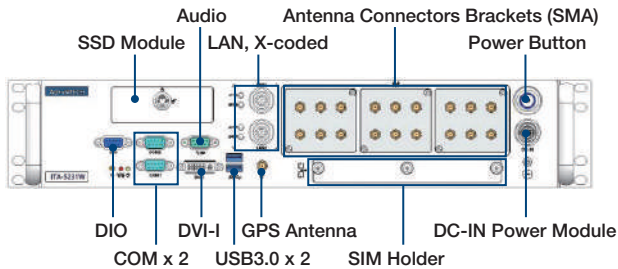 Audio
Antenna Connectors Brackets (SMA)
SSD Module
LAN, X-coded
Power Button
ITA-5231W
DIO
DVI-I
GPS Antenna
DC-IN Power Module
COM x 2
USB3.0 x 2
SIM Holder